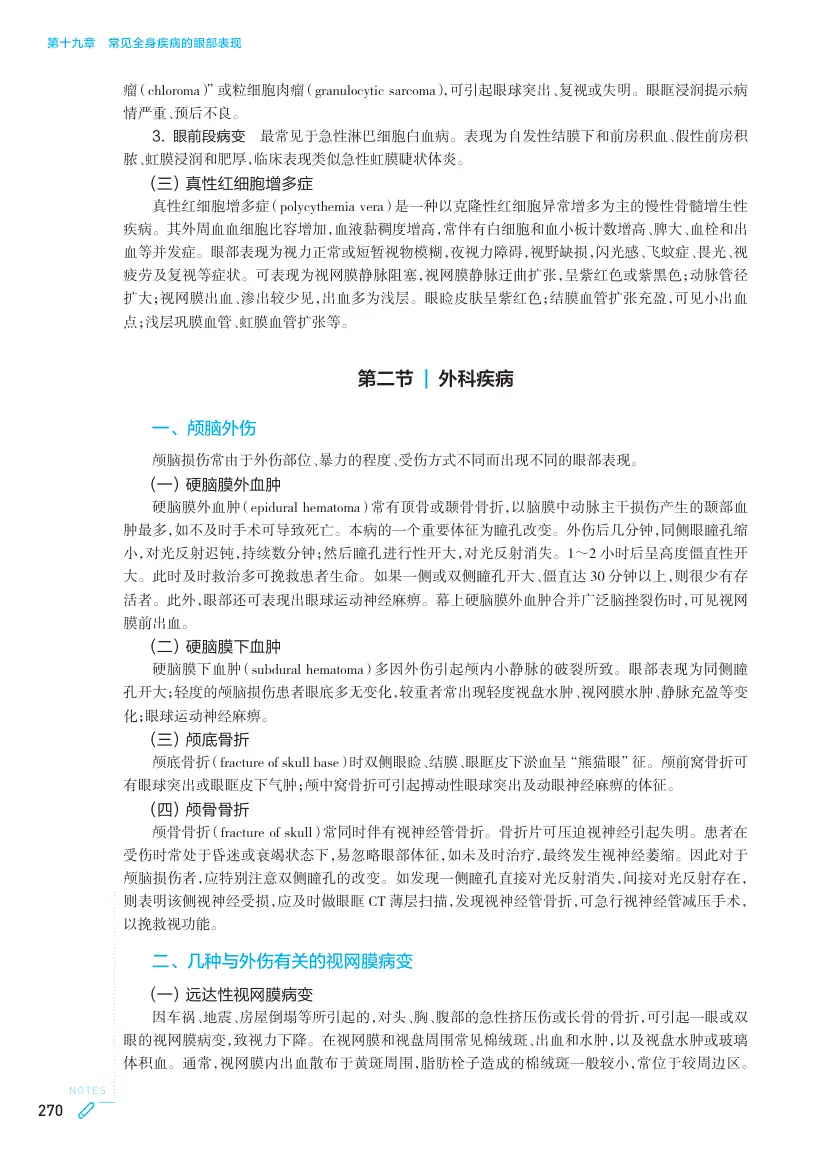 第十九章 常见全身疾病的眼部表现
瘤（chloroma）”或粒细胞肉瘤（granulocytic sarcoma），可引起眼球突出、复视或失明。眼眶浸润提示病
情严重、预后不良。
3. 眼前段病变 最常见于急性淋巴细胞白血病。表现为自发性结膜下和前房积血、假性前房积
脓、虹膜浸润和肥厚，临床表现类似急性虹膜睫状体炎。
（三）真性红细胞增多症
真性红细胞增多症（polycythemia vera）是一种以克隆性红细胞异常增多为主的慢性骨髓增生性
疾病。其外周血血细胞比容增加，血液黏稠度增高，常伴有白细胞和血小板计数增高、脾大、血栓和出
血等并发症。眼部表现为视力正常或短暂视物模糊，夜视力障碍，视野缺损，闪光感、飞蚊症、畏光、视
疲劳及复视等症状。可表现为视网膜静脉阻塞，视网膜静脉迂曲扩张，呈紫红色或紫黑色；动脉管径
扩大；视网膜出血、渗出较少见，出血多为浅层。眼睑皮肤呈紫红色；结膜血管扩张充盈，可见小出血
点；浅层巩膜血管、虹膜血管扩张等。
第二节 | 外科疾病
一、颅脑外伤
颅脑损伤常由于外伤部位、暴力的程度、受伤方式不同而出现不同的眼部表现。
（一）硬脑膜外血肿
硬脑膜外血肿（epidural hematoma）常有顶骨或颞骨骨折，以脑膜中动脉主干损伤产生的颞部血
肿最多，如不及时手术可导致死亡。本病的一个重要体征为瞳孔改变。外伤后几分钟，同侧眼瞳孔缩
小，对光反射迟钝，持续数分钟；然后瞳孔进行性开大，对光反射消失。1～2 小时后呈高度僵直性开
大。此时及时救治多可挽救患者生命。如果一侧或双侧瞳孔开大、僵直达 30 分钟以上，则很少有存
活者。此外，眼部还可表现出眼球运动神经麻痹。幕上硬脑膜外血肿合并广泛脑挫裂伤时，可见视网
膜前出血。
（二）硬脑膜下血肿
硬脑膜下血肿（subdural hematoma）多因外伤引起颅内小静脉的破裂所致。眼部表现为同侧瞳
孔开大；轻度的颅脑损伤患者眼底多无变化，较重者常出现轻度视盘水肿、视网膜水肿、静脉充盈等变
化；眼球运动神经麻痹。
（三）颅底骨折
颅底骨折（fracture of skull base）时双侧眼睑、结膜、眼眶皮下淤血呈“熊猫眼”征。颅前窝骨折可
有眼球突出或眼眶皮下气肿；颅中窝骨折可引起搏动性眼球突出及动眼神经麻痹的体征。
（四）颅骨骨折
颅骨骨折（fracture of skull）常同时伴有视神经管骨折。骨折片可压迫视神经引起失明。患者在
受伤时常处于昏迷或衰竭状态下，易忽略眼部体征，如未及时治疗，最终发生视神经萎缩。因此对于
颅脑损伤者，应特别注意双侧瞳孔的改变。如发现一侧瞳孔直接对光反射消失，间接对光反射存在，
则表明该侧视神经受损，应及时做眼眶 CT 薄层扫描，发现视神经管骨折，可急行视神经管减压手术，
以挽救视功能。
二、几种与外伤有关的视网膜病变
（一）远达性视网膜病变
因车祸、地震、房屋倒塌等所引起的，对头、胸、腹部的急性挤压伤或长骨的骨折，可引起一眼或双
眼的视网膜病变，致视力下降。在视网膜和视盘周围常见棉绒斑、出血和水肿，以及视盘水肿或玻璃
体积血。通常，视网膜内出血散布于黄斑周围，脂肪栓子造成的棉绒斑一般较小，常位于较周边区。
NOTES
270